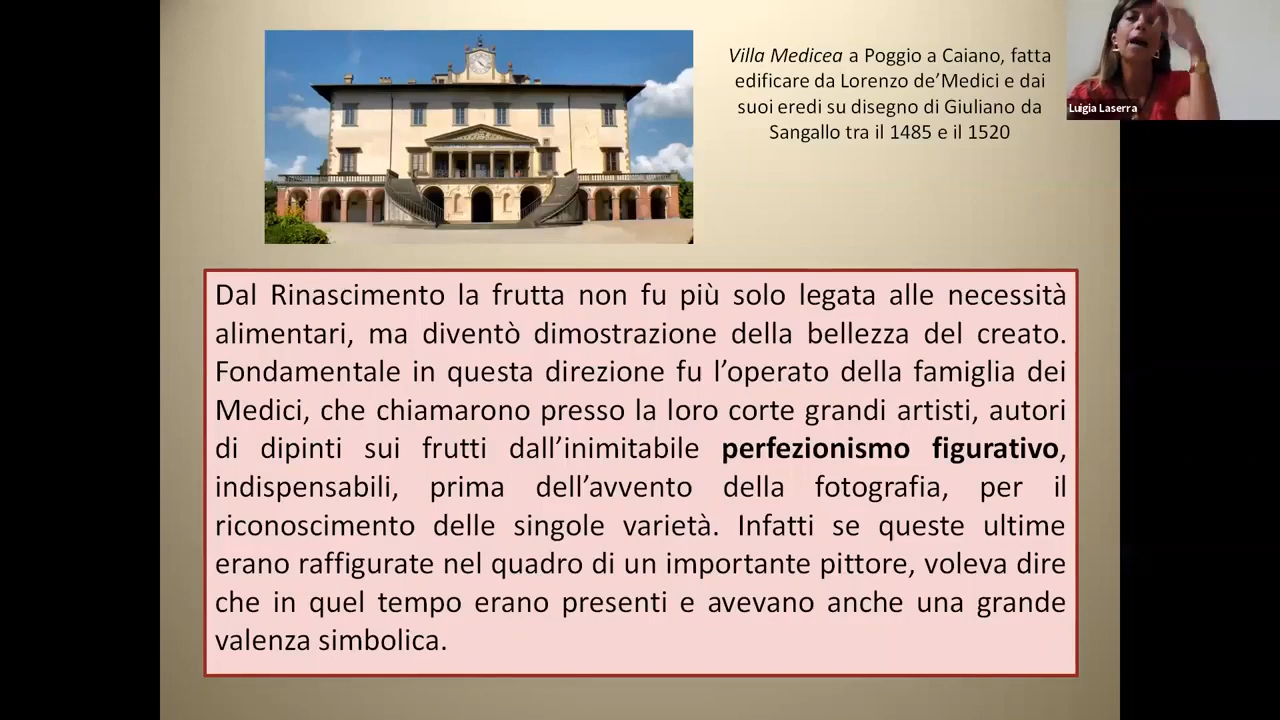 Villa Medicea a Poggio a Caiano, fatta
edificare da Lorenzo de’Medici e dai
suoi eredi su disegno di Giuliano da
Sangallo tra il 1485 e il 1520
Luigia Laserra
Dal Rinascimento la frutta non fu più solo legata alle necessità
alimentari, ma diventò dimostrazione della bellezza del creato.
Fondamentale in questa direzione fu l’operato della famiglia dei
Medici, che chiamarono presso la loro corte grandi artisti, autori
di dipinti sui frutti dall’inimitabile perfezionismo figurativo,
indispensabili, prima dell’avvento della fotografia, per il
riconoscimento delle singole varietà. Infatti se queste ultime
erano raffigurate nel quadro di un importante pittore, voleva dire
che in quel tempo erano presenti e avevano anche una grande
valenza simbolica.